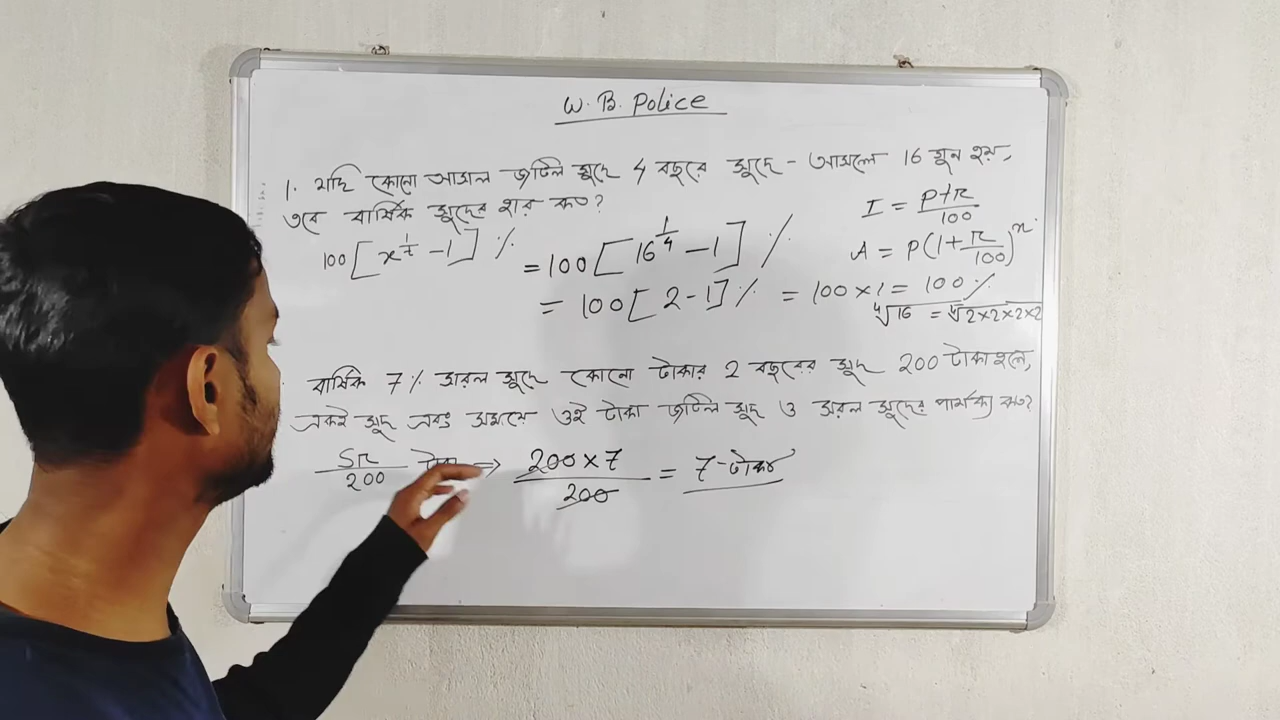 W. B. Police
1. যদি কোনো আসল জটিল সুদে 4 বছরে সুদে - আসলে 16 গুন হয়,
তবে বার্ষিক সুদের হার কত?
I = P+R/100
100[x^{1/t} - 1] %
= 100[16^{1/4} - 1] %
A = P(1 + R/100)^n
= 100[2 - 1] % = 100 × 1 = 100 %
⁴√16 = ⁴√2×2×2×2
বার্ষিক 7% সরল সুদে কোনো টাকার 2 বছরের সুদ 200 টাকা হলে,
একই সুদ এবং সময়ে ওই টাকা জটিল সুদ ও সরল সুদের পার্থক্য কত?
SR/200 ⇒ 200 × 7/200 = 7 টাকা